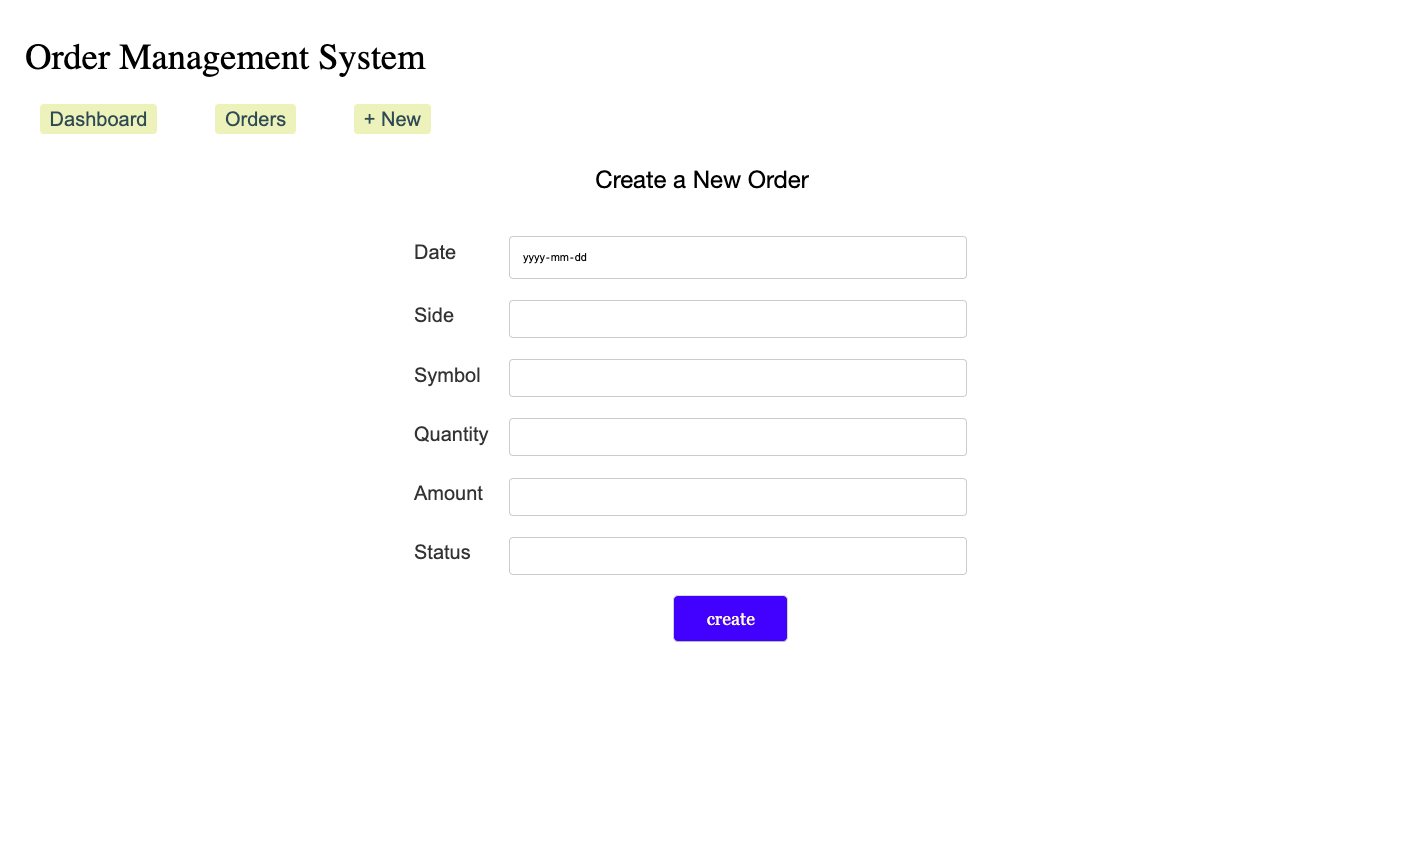 Order Management System
Dashboard Orders + New
Create a New Order
Date yyyy-mm-dd
Side
Symbol
Quantity
Amount
Status
create